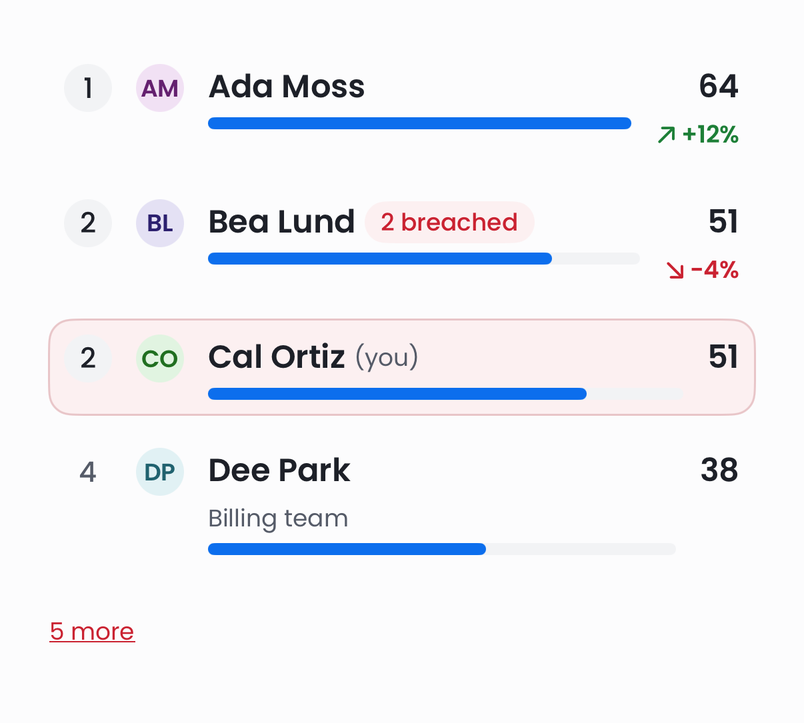 1 AM Ada Moss 64
+12%
2 BL Bea Lund 2 breached 51
-4%
2 CO Cal Ortiz (you) 51
4 DP Dee Park 38
Billing team
5 more